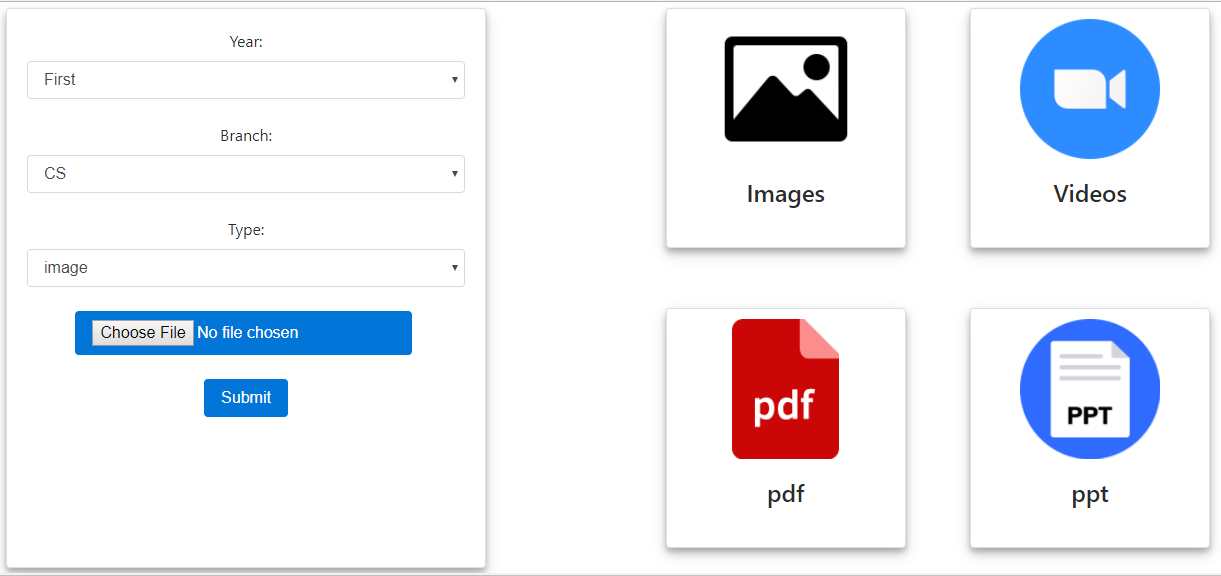 Year:
First
Branch:
CS
Type:
image
Choose File No file chosen
Submit
Images
Videos
pdf
pdf
PPT
ppt